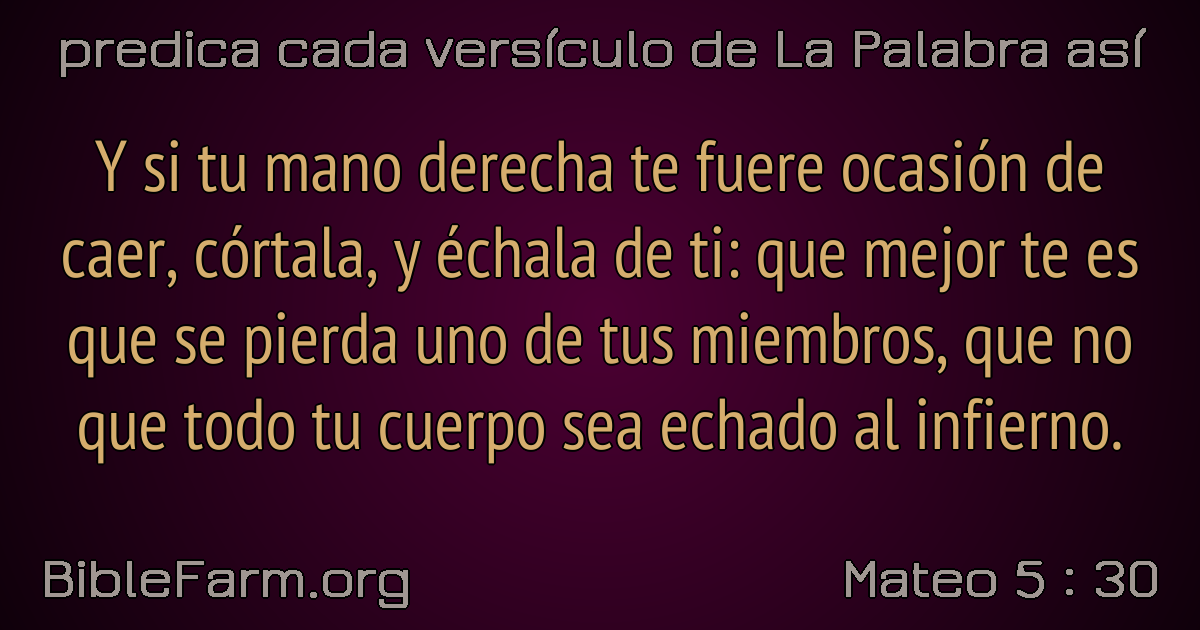 predica cada versículo de La Palabra así
Y si tu mano derecha te fuere ocasión de
caer, córtala, y échala de ti: que mejor te es
que se pierda uno de tus miembros, que no
que todo tu cuerpo sea echado al infierno.
BibleFarm.org
Mateo 5 : 30